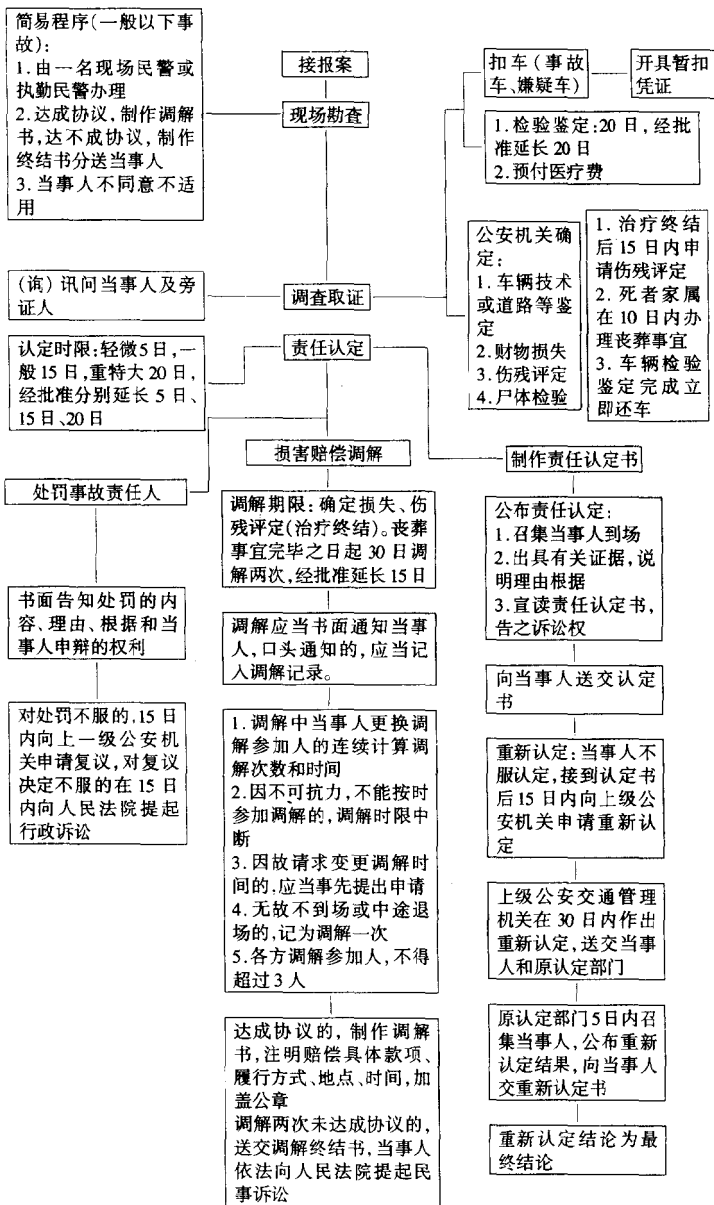 简易程序(一般以下事
故):
1.由一名现场民警或
执勤民警办理
2.达成协议,制作调解
书,达不成协议,制作
终结书分送当事人
3.当事人不同意不适
用
接报案
现场勘查
扣车(事故
车、嫌疑车)
开具暂扣
凭证
1.检验鉴定:20日,经批
准延长20日
2.预付医疗费
公安机关确
定:
1.车辆技术
或道路等鉴
定
2.财物损失
3.伤残评定
4.尸体检验
1.治疗终结
后15日内申
请伤残评定
2.死者家属
在10日内办
理丧葬事宜
3.车辆检验
鉴定完成立
即还车
(询)讯问当事人及旁
证人
调查取证
认定时限:轻微5日,一
般15日,重特大20日,
经批准分别延长5日、
15日、20日
责任认定
损害赔偿调解
制作责任认定书
处罚事故责任人
调解期限:确定损失、伤
残评定(治疗终结)。丧葬
事宜完毕之日起30日调
解两次,经批准延长15日
公布责任认定:
1.召集当事人到场
2.出具有关证据,说
明理由根据
3.宣读责任认定书,
告之诉讼权
书面告知处罚的内
容、理由、根据和当
事人申辩的权利
调解应当书面通知当事
人,口头通知的,应当记
入调解记录。
向当事人送交认定
书
对处罚不服的,15日
内向上一级公安机
关申请复议,对复议
决定不服的在15日
内向人民法院提起
行政诉讼
1.调解中当事人更换调
解参加人的连续计算调
解次数和时间
2.因不可抗力,不能按时
参加调解的,调解时限中
断
3.因故请求变更调解时
间的,应当事先提出申请
4.无故不到场或中途退
场的,记为调解一次
5.各方调解参加人,不得
超过3人
重新认定:当事人不
服认定,接到认定书
后15日内向上级公
安机关申请重新认
定
上级公安交通管理
机关在30日内作出
重新认定,送交当事
人和原认定部门
达成协议的,制作调解
书,注明赔偿具体款项、
履行方式、地点、时间,加
盖公章
调解两次未达成协议的,
送交调解终结书,当事人
依法向人民法院提起民
事诉讼
原认定部门5日内召
集当事人,公布重新
认定结果,向当事人
交重新认定书
重新认定结论为最
终结论